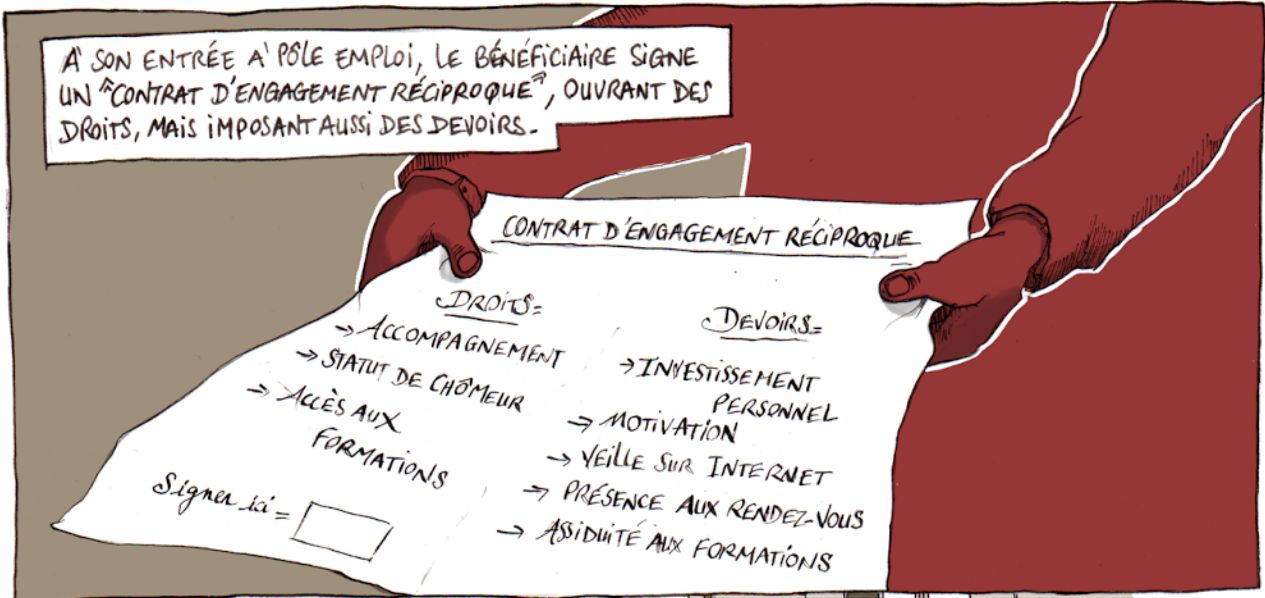 À SON ENTRÉE À PÔLE EMPLOI, LE BÉNÉFICIAIRE SIGNE
UN "CONTRAT D'ENGAGEMENT RÉCIPROQUE", OUVRANT DES
DROITS, MAIS IMPOSANT AUSSI DES DEVOIRS.
CONTRAT D'ENGAGEMENT RÉCIPROQUE
DROITS:
→ ACCOMPAGNEMENT
→ STATUT DE CHÔMEUR
→ ACCÈS AUX
FORMATIONS
Signer ici =
DEVOIRS:
→ INVESTISSEMENT
PERSONNEL
→ MOTIVATION
→ VEILLE SUR INTERNET
→ PRÉSENCE AUX RENDEZ-VOUS
→ ASSIDUITÉ AUX FORMATIONS